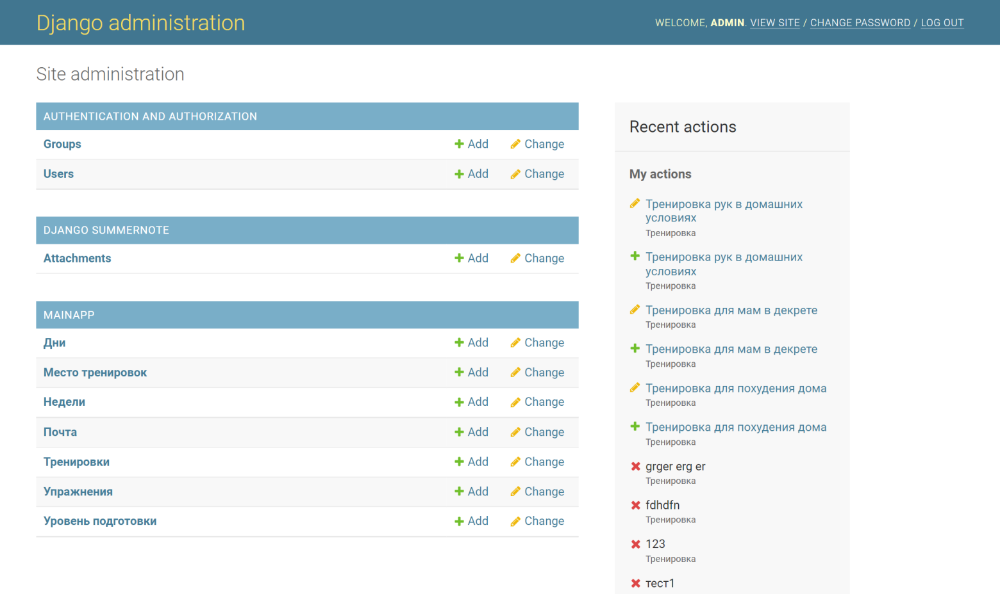 Django administration
WELCOME, ADMIN. VIEW SITE / CHANGE PASSWORD / LOG OUT
Site administration
AUTHENTICATION AND AUTHORIZATION
Groups Add Change
Users Add Change
DJANGO SUMMERNOTE
Attachments Add Change
MAINAPP
Дни Add Change
Место тренировок Add Change
Недели Add Change
Почта Add Change
Тренировки Add Change
Упражнения Add Change
Уровень подготовки Add Change
Recent actions
My actions
Тренировка рук в домашних
условиях
Тренировка
Тренировка рук в домашних
условиях
Тренировка
Тренировка для мам в декрете
Тренировка
Тренировка для мам в декрете
Тренировка
Тренировка для похудения дома
Тренировка
Тренировка для похудения дома
Тренировка
grger erg er
Тренировка
fdhdfn
Тренировка
123
Тренировка
тест1